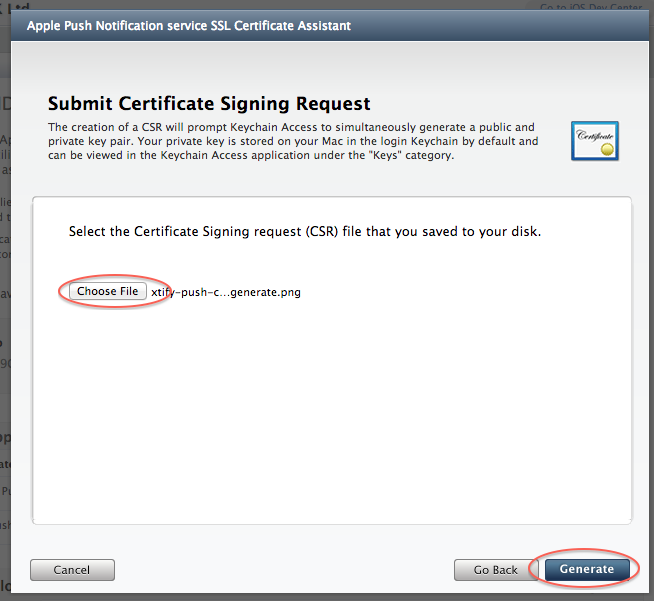 Ltd
Go to iOS Dev Center
Apple Push Notification service SSL Certificate Assistant
Submit Certificate Signing Request
The creation of a CSR will prompt Keychain Access to simultaneously generate a public and
private key pair. Your private key is stored on your Mac in the login Keychain by default and
can be viewed in the Keychain Access application under the "Keys" category.
Certificate
Select the Certificate Signing request (CSR) file that you saved to your disk.
Choose File xtify-push-c...generate.png
Cancel
Go Back
Generate